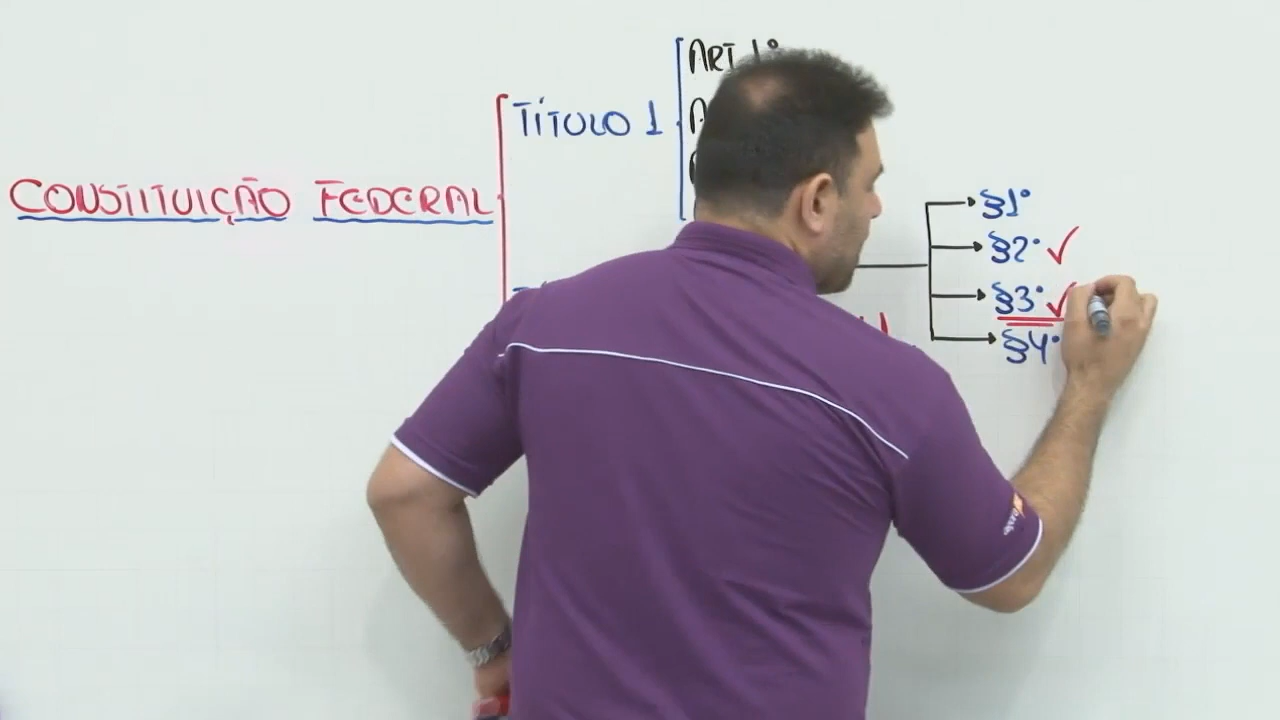 CONSTITUIÇÃO FEDERAL
TÍTULO 1
ART 1º
§1º
§2º
§3º
§4º